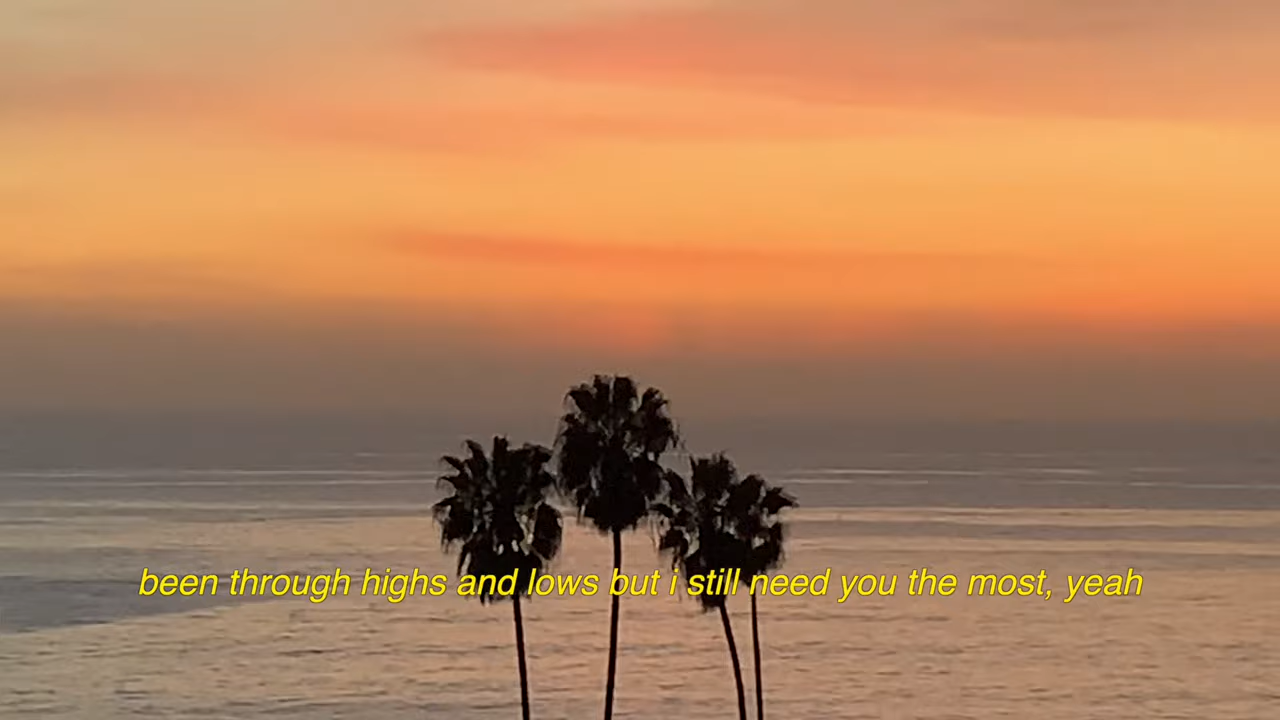 been through highs and lows but i still need you the most, yeah